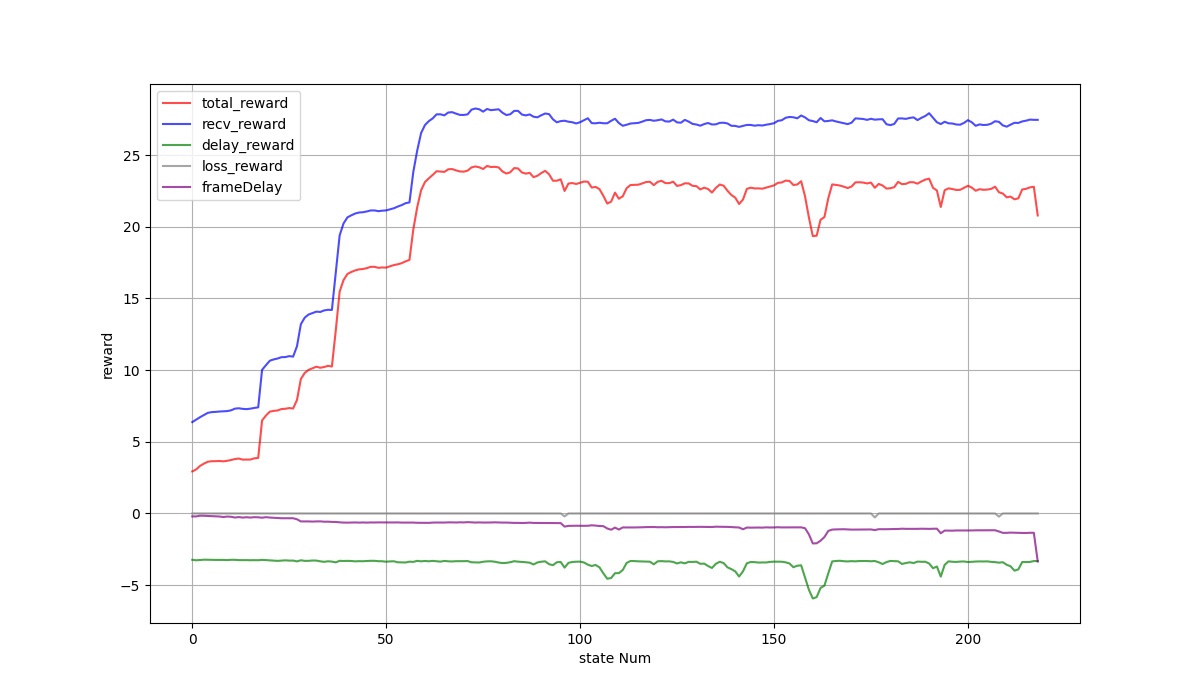 total_reward
recv_reward
delay_reward
loss_reward
frameDelay
25
20
15
10
5
0
−5
reward
0 50 100 150 200
state Num